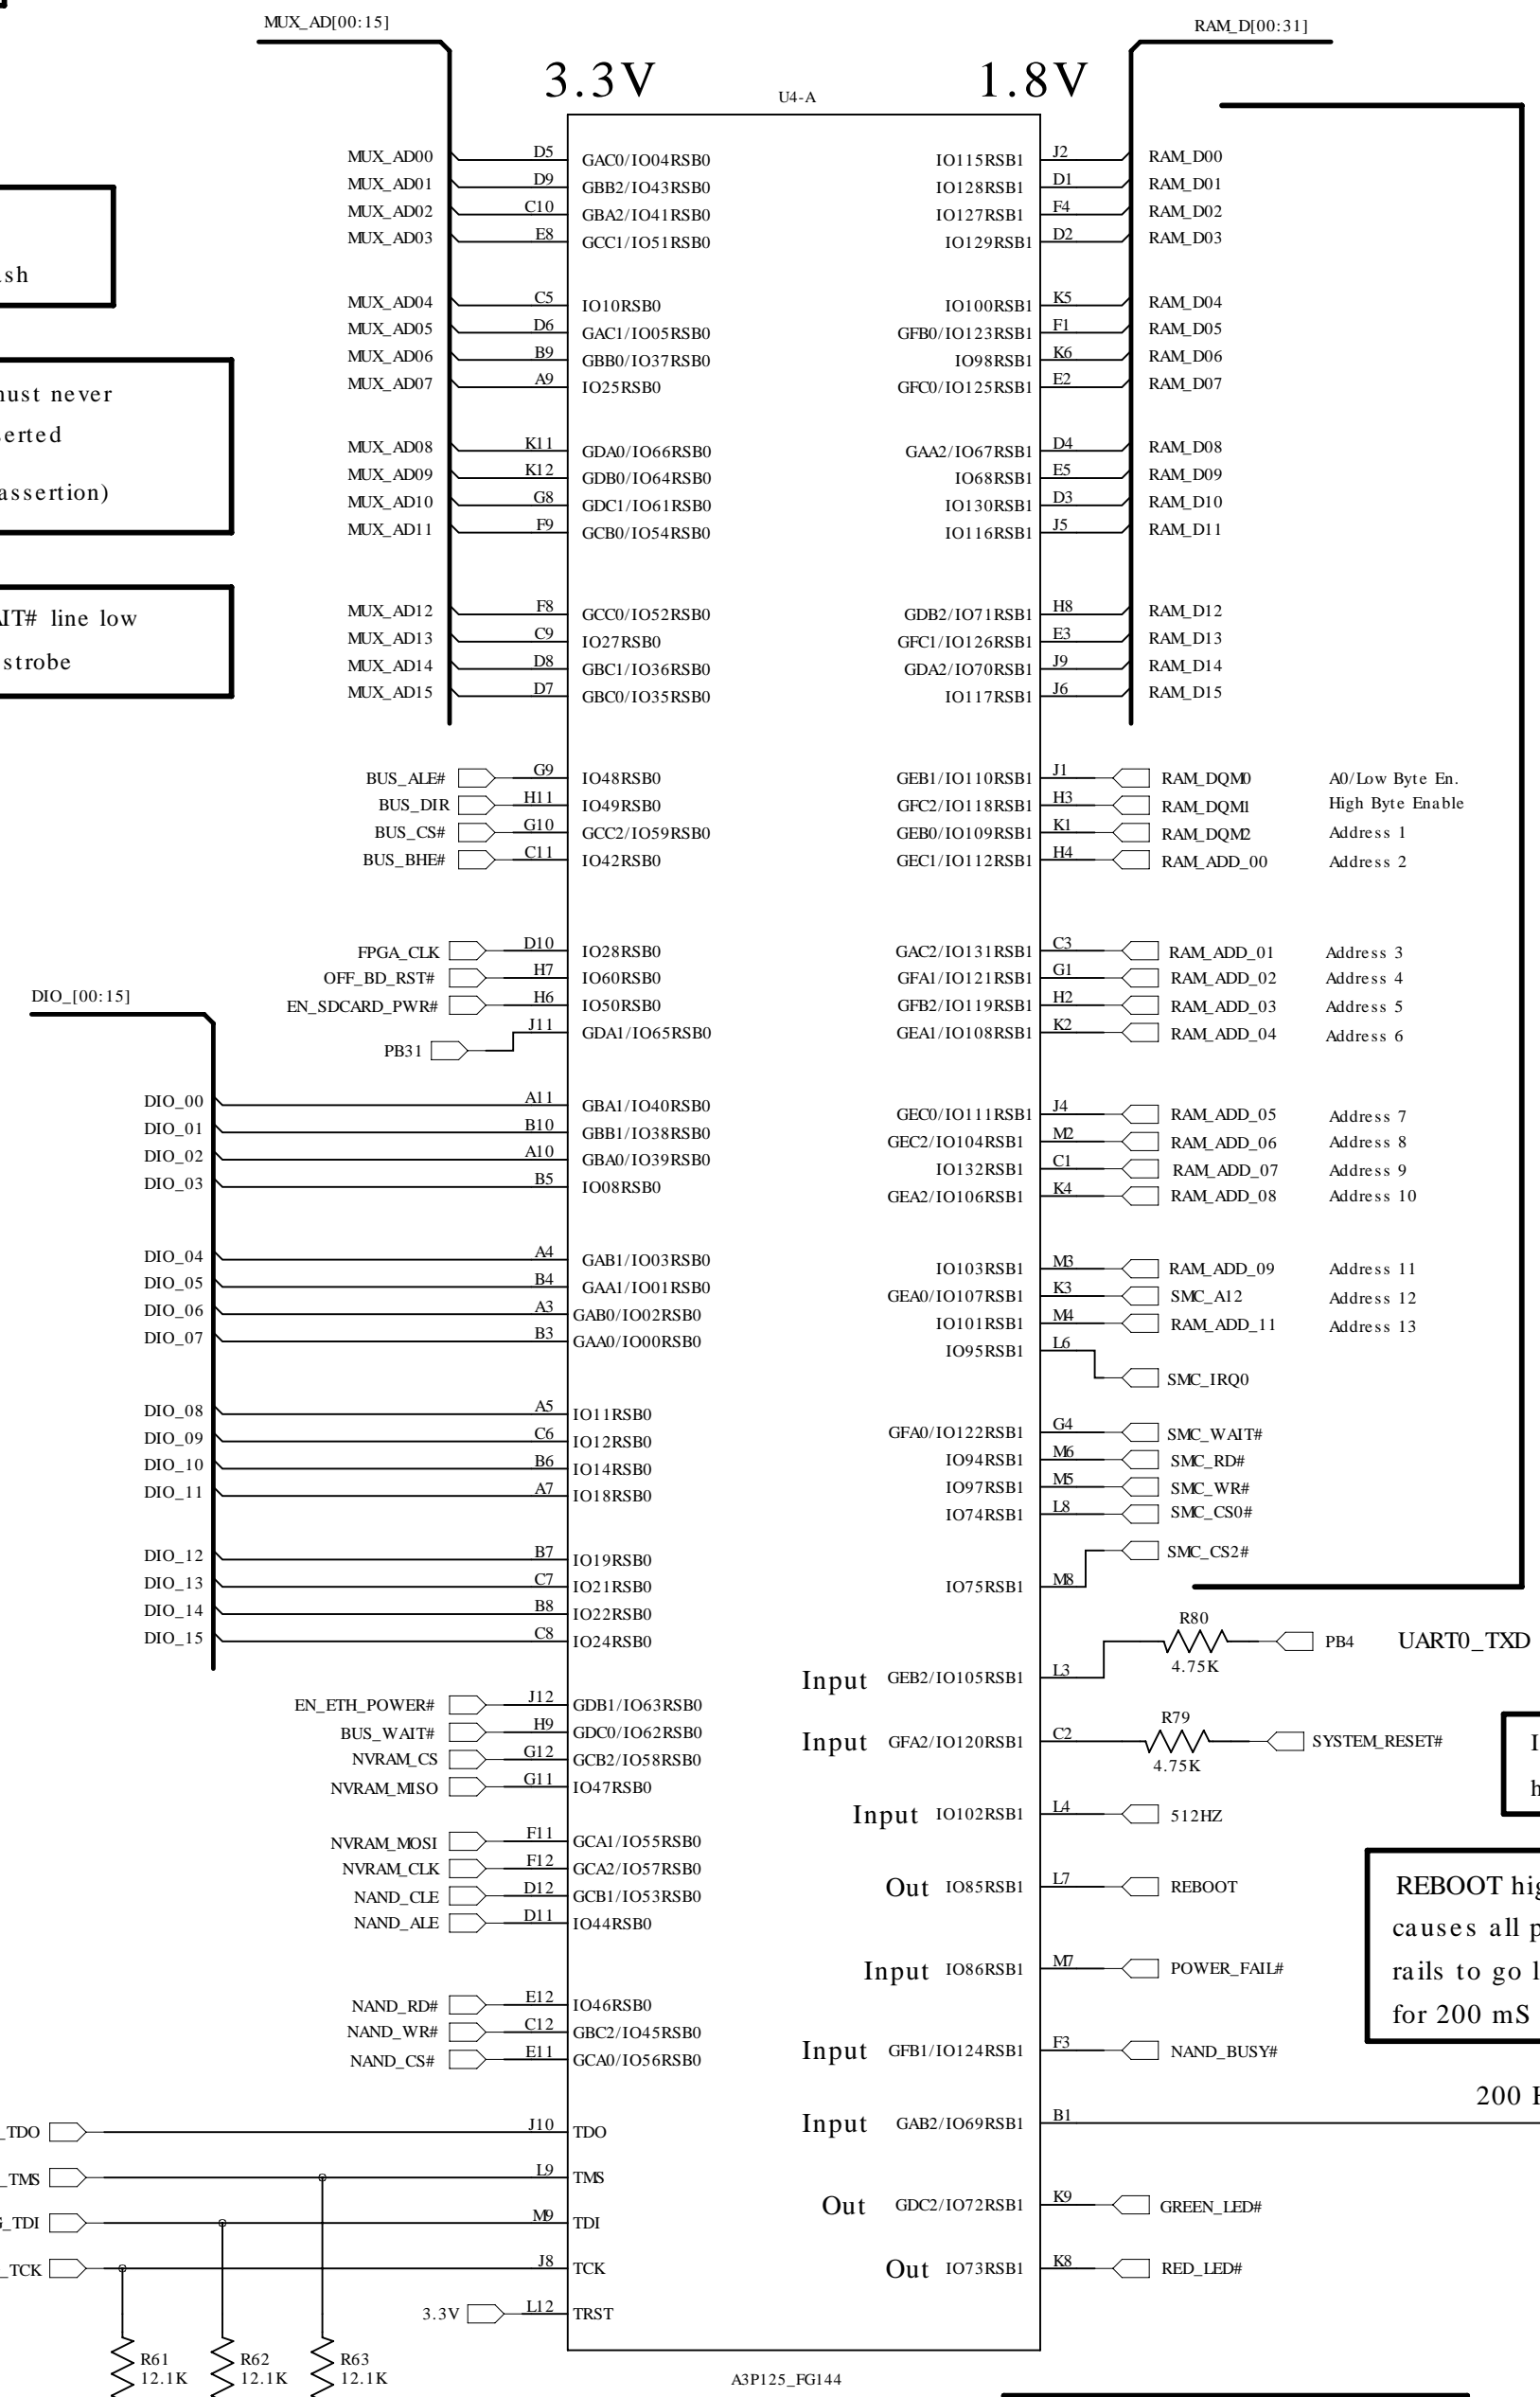 MUX_AD[00:15]
RAM_D[00:31]
3.3V
1.8V
U4-A
MUX_AD00 D5 GAC0/IO04RSB0 IO115RSB1 J2 RAM_D00
MUX_AD01 D9 GBB2/IO43RSB0 IO128RSB1 D1 RAM_D01
MUX_AD02 C10 GBA2/IO41RSB0 IO127RSB1 F4 RAM_D02
MUX_AD03 E8 GCC1/IO51RSB0 IO129RSB1 D2 RAM_D03
MUX_AD04 C5 IO10RSB0 IO100RSB1 K5 RAM_D04
MUX_AD05 D6 GAC1/IO05RSB0 GFB0/IO123RSB1 F1 RAM_D05
MUX_AD06 B9 GBB0/IO37RSB0 IO98RSB1 K6 RAM_D06
MUX_AD07 A9 IO25RSB0 GFC0/IO125RSB1 E2 RAM_D07
must never
MUX_AD08 K11 GDA0/IO66RSB0 GAA2/IO67RSB1 D4 RAM_D08
MUX_AD09 K12 GDB0/IO64RSB0 IO68RSB1 E5 RAM_D09
MUX_AD10 G8 GDC1/IO61RSB0 IO130RSB1 D3 RAM_D10
assertion)
MUX_AD11 F9 GCB0/IO54RSB0 IO116RSB1 J5 RAM_D11
AIT# line low
strobe
MUX_AD12 F8 GCC0/IO52RSB0 GDB2/IO71RSB1 H8 RAM_D12
MUX_AD13 C9 IO27RSB0 GFC1/IO126RSB1 E3 RAM_D13
MUX_AD14 D8 GBC1/IO36RSB0 GDA2/IO70RSB1 J9 RAM_D14
MUX_AD15 D7 GBC0/IO35RSB0 IO117RSB1 J6 RAM_D15
BUS_ALE# G9 IO48RSB0 GEB1/IO110RSB1 J1 RAM_DQM0 A0/Low Byte En.
BUS_DIR H11 IO49RSB0 GFC2/IO118RSB1 H3 RAM_DQM1 High Byte Enable
BUS_CS# G10 GCC2/IO59RSB0 GEB0/IO109RSB1 K1 RAM_DQM2 Address 1
BUS_BHE# C11 IO42RSB0 GEC1/IO112RSB1 H4 RAM_ADD_00 Address 2
FPGA_CLK D10 IO28RSB0 GAC2/IO131RSB1 C3 RAM_ADD_01 Address 3
OFF_BD_RST# H7 IO60RSB0 GFA1/IO121RSB1 G1 RAM_ADD_02 Address 4
EN_SDCARD_PWR# H6 IO50RSB0 GFB2/IO119RSB1 H2 RAM_ADD_03 Address 5
PB31 J11 GDA1/IO65RSB0 GEA1/IO108RSB1 K2 RAM_ADD_04 Address 6
DIO_[00:15]
DIO_00 A11 GBA1/IO40RSB0 GEC0/IO111RSB1 J4 RAM_ADD_05 Address 7
DIO_01 B10 GBB1/IO38RSB0 GEC2/IO104RSB1 M2 RAM_ADD_06 Address 8
DIO_02 A10 GBA0/IO39RSB0 IO132RSB1 C1 RAM_ADD_07 Address 9
DIO_03 B5 IO08RSB0 GEA2/IO106RSB1 K4 RAM_ADD_08 Address 10
DIO_04 A4 GAB1/IO03RSB0 IO103RSB1 M3 RAM_ADD_09 Address 11
DIO_05 B4 GAA1/IO01RSB0 GEA0/IO107RSB1 K3 SMC_A12 Address 12
DIO_06 A3 GAB0/IO02RSB0 IO101RSB1 M4 RAM_ADD_11 Address 13
DIO_07 B3 GAA0/IO00RSB0 IO95RSB1 L6 SMC_IRQ0
DIO_08 A5 IO11RSB0 GFA0/IO122RSB1 G4 SMC_WAIT#
DIO_09 C6 IO12RSB0 IO94RSB1 M6 SMC_RD#
DIO_10 B6 IO14RSB0 IO97RSB1 M5 SMC_WR#
DIO_11 A7 IO18RSB0 IO74RSB1 L8 SMC_CS0#
DIO_12 B7 IO19RSB0 SMC_CS2#
DIO_13 C7 IO21RSB0 IO75RSB1 M8
DIO_14 B8 IO22RSB0
DIO_15 C8 IO24RSB0
R80
4.75K
PB4 UART0_TXD
Input GEB2/IO105RSB1 L3
EN_ETH_POWER# J12 GDB1/IO63RSB0
BUS_WAIT# H9 GDC0/IO62RSB0
NVRAM_CS G12 GCB2/IO58RSB0
NVRAM_MISO G11 IO47RSB0
R79
4.75K
Input GFA2/IO120RSB1 C2 SYSTEM_RESET#
Input IO102RSB1 L4 512HZ
NVRAM_MOSI F11 GCA1/IO55RSB0
NVRAM_CLK F12 GCA2/IO57RSB0
NAND_CLE D12 GCB1/IO53RSB0
NAND_ALE D11 IO44RSB0
Out IO85RSB1 L7 REBOOT
REBOOT
causes all
rails to go
for 200 mS
Input IO86RSB1 M7 POWER_FAIL#
NAND_RD# E12 IO46RSB0
NAND_WR# C12 GBC2/IO45RSB0
NAND_CS# E11 GCA0/IO56RSB0
Input GFB1/IO124RSB1 F3 NAND_BUSY#
200
Input GAB2/IO69RSB1 B1
_TDO J10 TDO
_TMS L9 TMS
_TDI M9 TDI
_TCK J8 TCK
3.3V L12 TRST
Out GDC2/IO72RSB1 K9 GREEN_LED#
Out IO73RSB1 K8 RED_LED#
R61
12.1K
R62
12.1K
R63
12.1K
A3P125_FG144